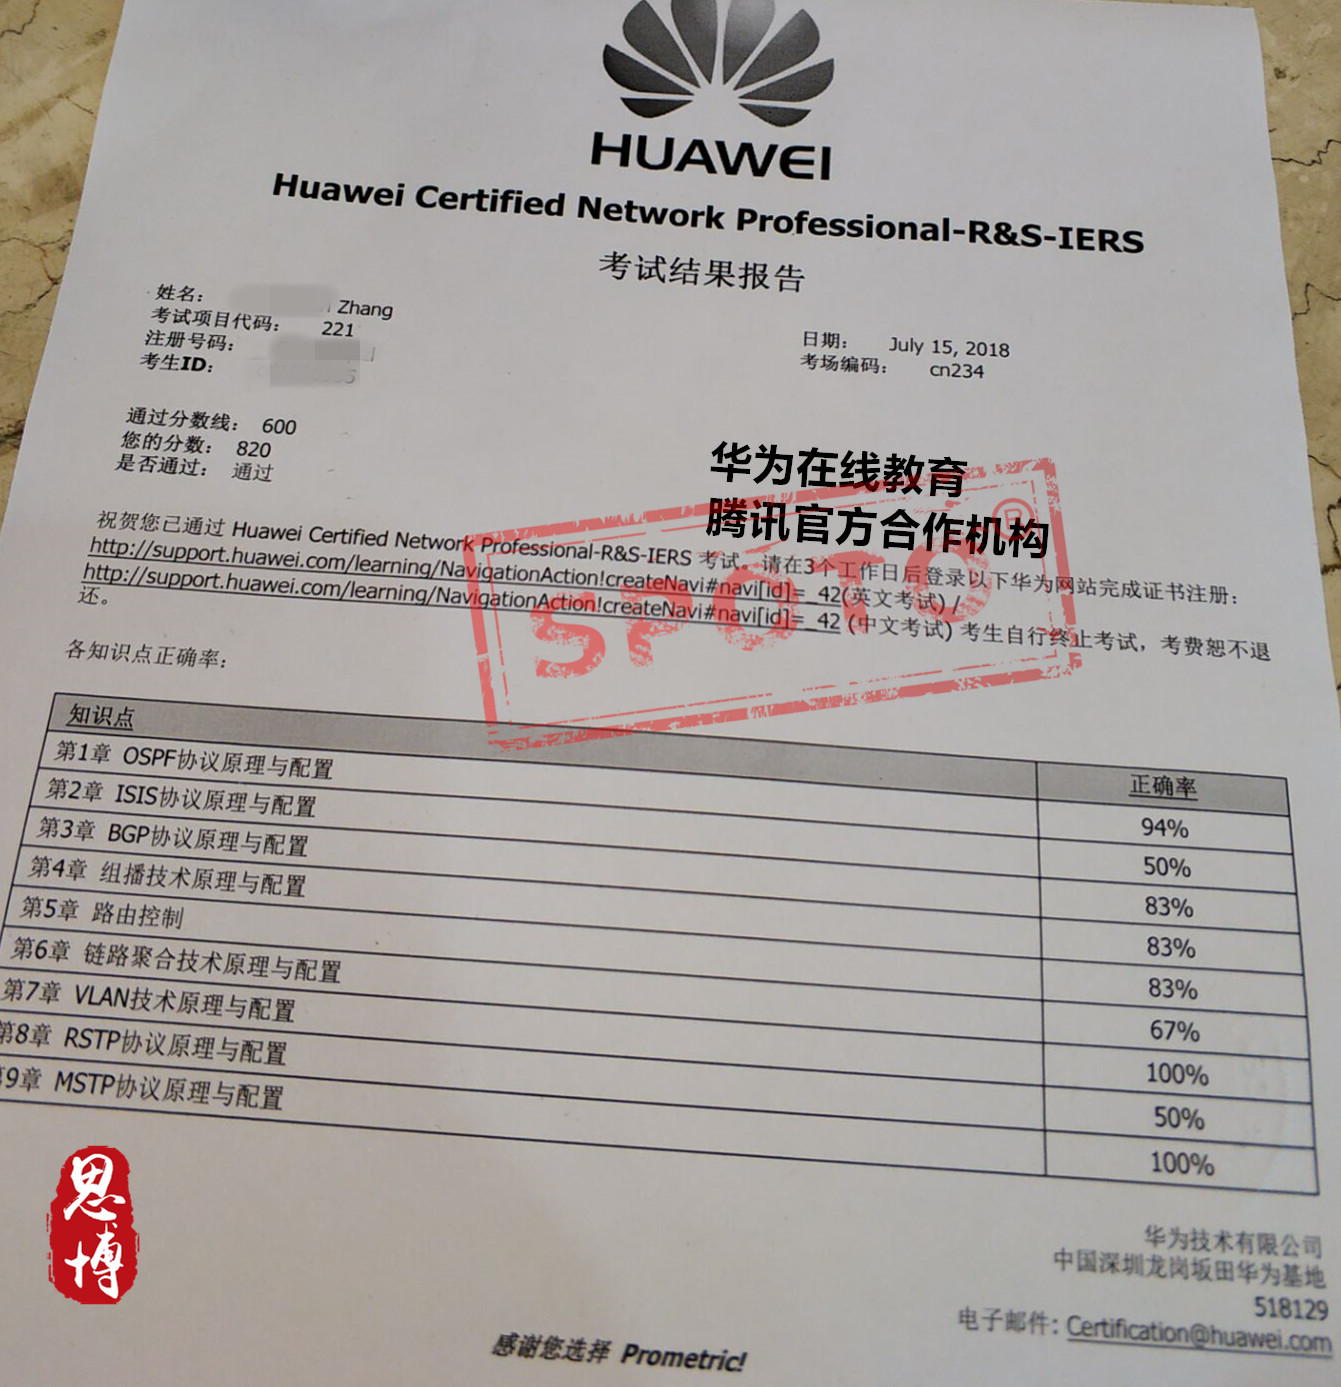 HUAWEI
Huawei Certified Network Professional-R&S-IERS
考试结果报告
姓名： Zhang
考试项目代码： 221
注册号码：
考生ID：
日期： July 15, 2018
考场编码： cn234
通过分数线： 600
您的分数： 820
是否通过： 通过
华为在线教育
腾讯官方合作机构
SPOTO®
祝贺您已通过 Huawei Certified Network Professional-R&S-IERS 考试。请在3个工作日后登录以下华为网站完成证书注册：
http://support.huawei.com/learning/NavigationAction!createNavi#navi[id]=_42(英文考试) /
http://support.huawei.com/learning/NavigationAction!createNavi#navi[id]=_42 (中文考试) 考生自行终止考试，考费恕不退
还。
各知识点正确率：
知识点 正确率
第1章 OSPF协议原理与配置 94%
第2章 ISIS协议原理与配置 50%
第3章 BGP协议原理与配置 83%
第4章 组播技术原理与配置 83%
第5章 路由控制 83%
第6章 链路聚合技术原理与配置 67%
第7章 VLAN技术原理与配置 100%
第8章 RSTP协议原理与配置 50%
第9章 MSTP协议原理与配置 100%
思博
华为技术有限公司
中国深圳龙岗坂田华为基地
518129
电子邮件: Certification@huawei.com
感谢您选择 Prometric!